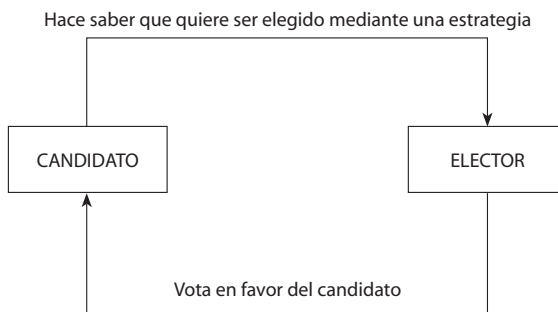 Hace saber que quiere ser elegido mediante una estrategia
CANDIDATO
ELECTOR
Vota en favor del candidato